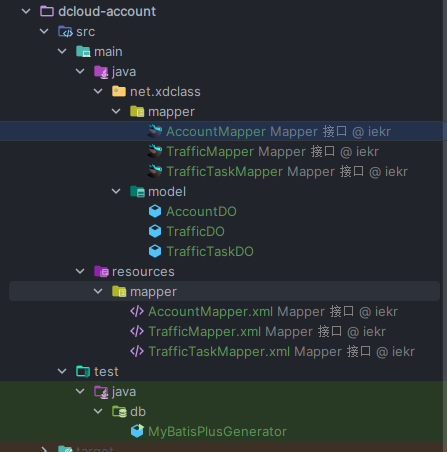 dcloud-account
src
main
java
net.xdclass
mapper
AccountMapper Mapper 接口 @ iekr
TrafficMapper Mapper 接口 @ iekr
TrafficTaskMapper Mapper 接口 @ iekr
model
AccountDO
TrafficDO
TrafficTaskDO
resources
mapper
AccountMapper.xml Mapper 接口 @ iekr
TrafficMapper.xml Mapper 接口 @ iekr
TrafficTaskMapper.xml Mapper 接口 @ iekr
test
java
db
MyBatisPlusGenerator